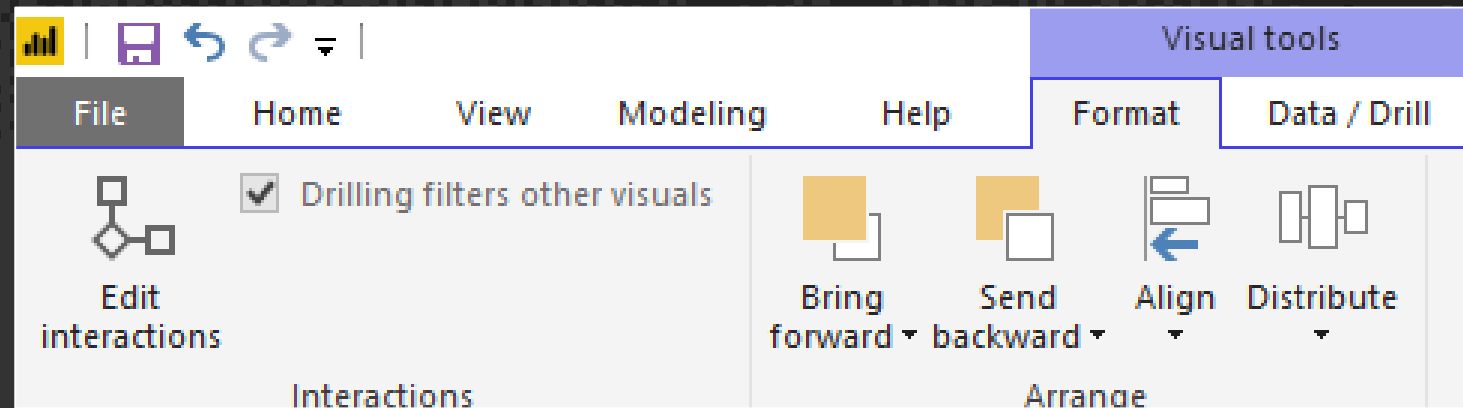 Visual tools
File Home View Modeling Help Format Data / Drill
Drilling filters other visuals
Edit interactions
Bring forward
Send backward
Align
Distribute
Interactions
Arrange